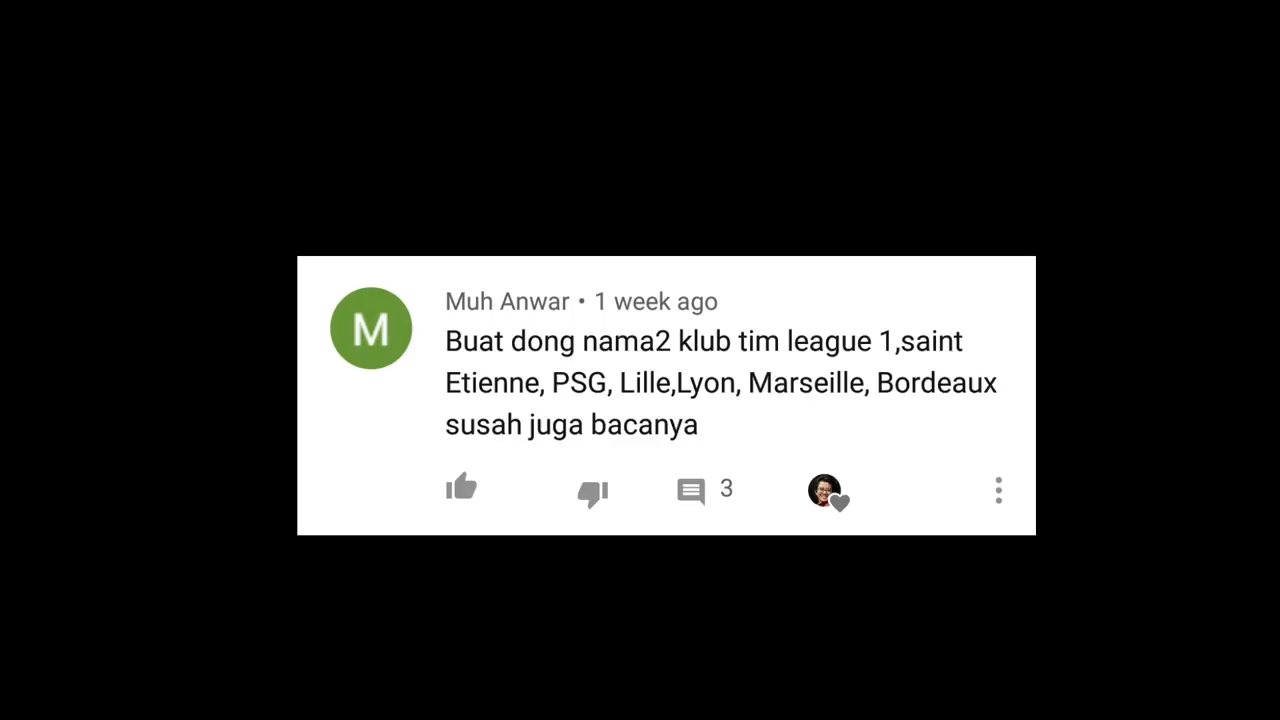 M
Muh Anwar • 1 week ago
Buat dong nama2 klub tim league 1,saint
Etienne, PSG, Lille,Lyon, Marseille, Bordeaux
susah juga bacanya
3